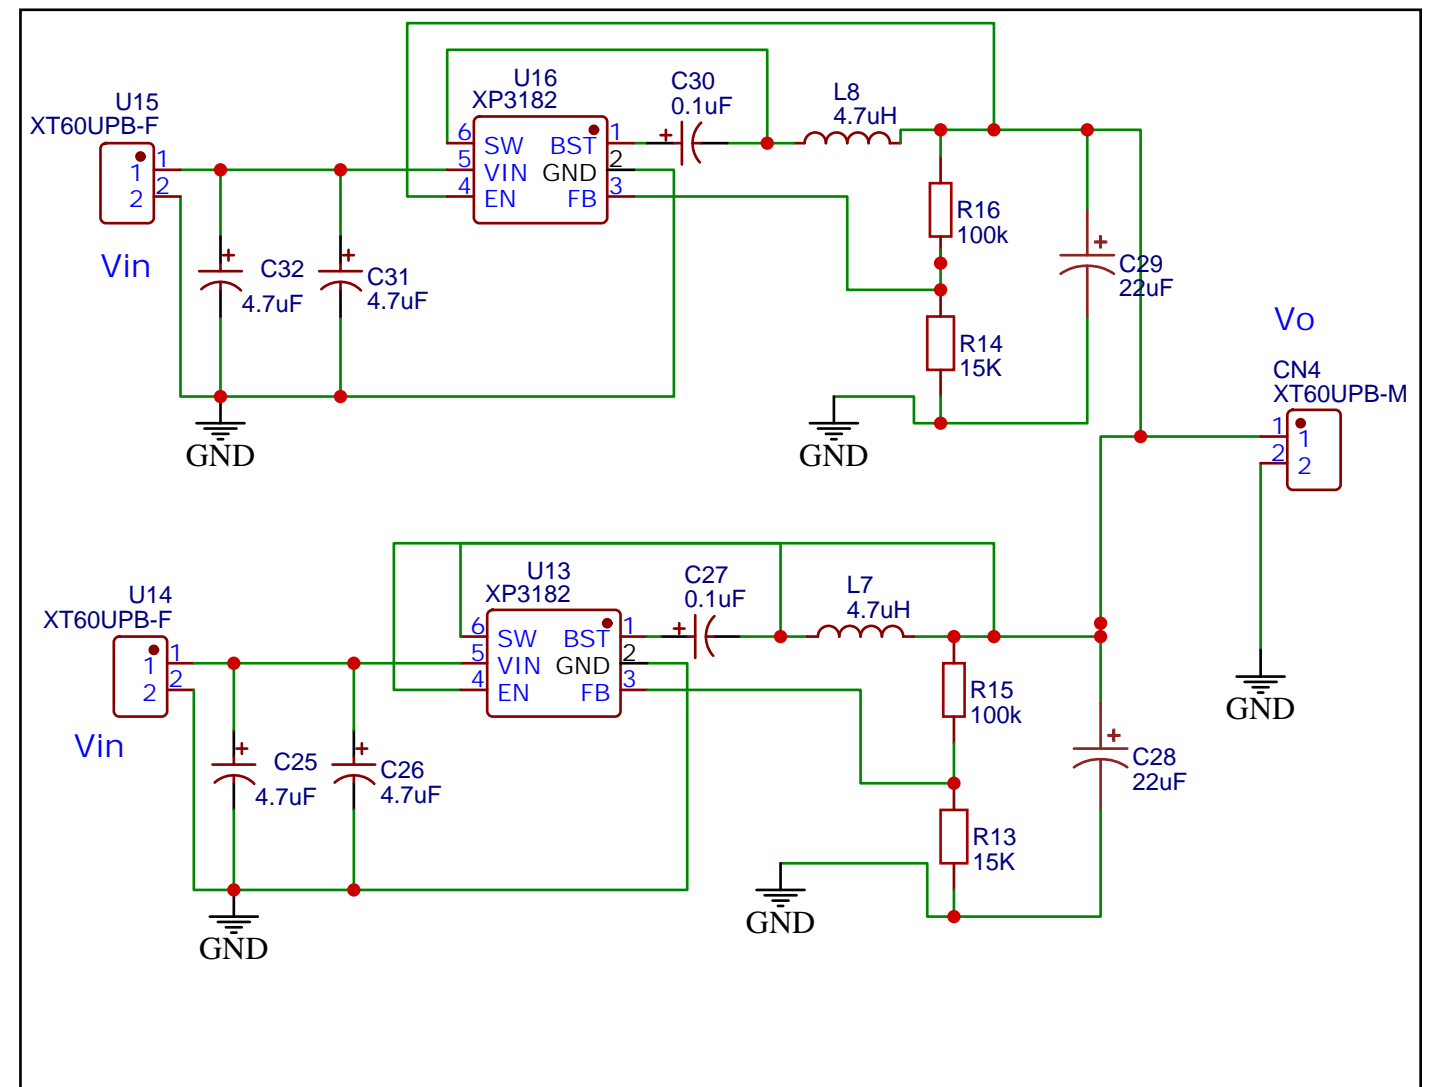 U15
XT60UPB-F
1
2
1
2
Vin
C32
4.7uF
C31
4.7uF
GND
U16
XP3182
6
5
4
SW
VIN
EN
BST
GND
FB
1
2
3
C30
0.1uF
L8
4.7uH
R16
100k
R14
15K
C29
22uF
GND
Vo
CN4
XT60UPB-M
1
2
1
2
GND
U14
XT60UPB-F
1
2
1
2
Vin
C25
4.7uF
C26
4.7uF
GND
U13
XP3182
6
5
4
SW
VIN
EN
BST
GND
FB
1
2
3
C27
0.1uF
L7
4.7uH
R15
100k
R13
15K
C28
22uF
GND